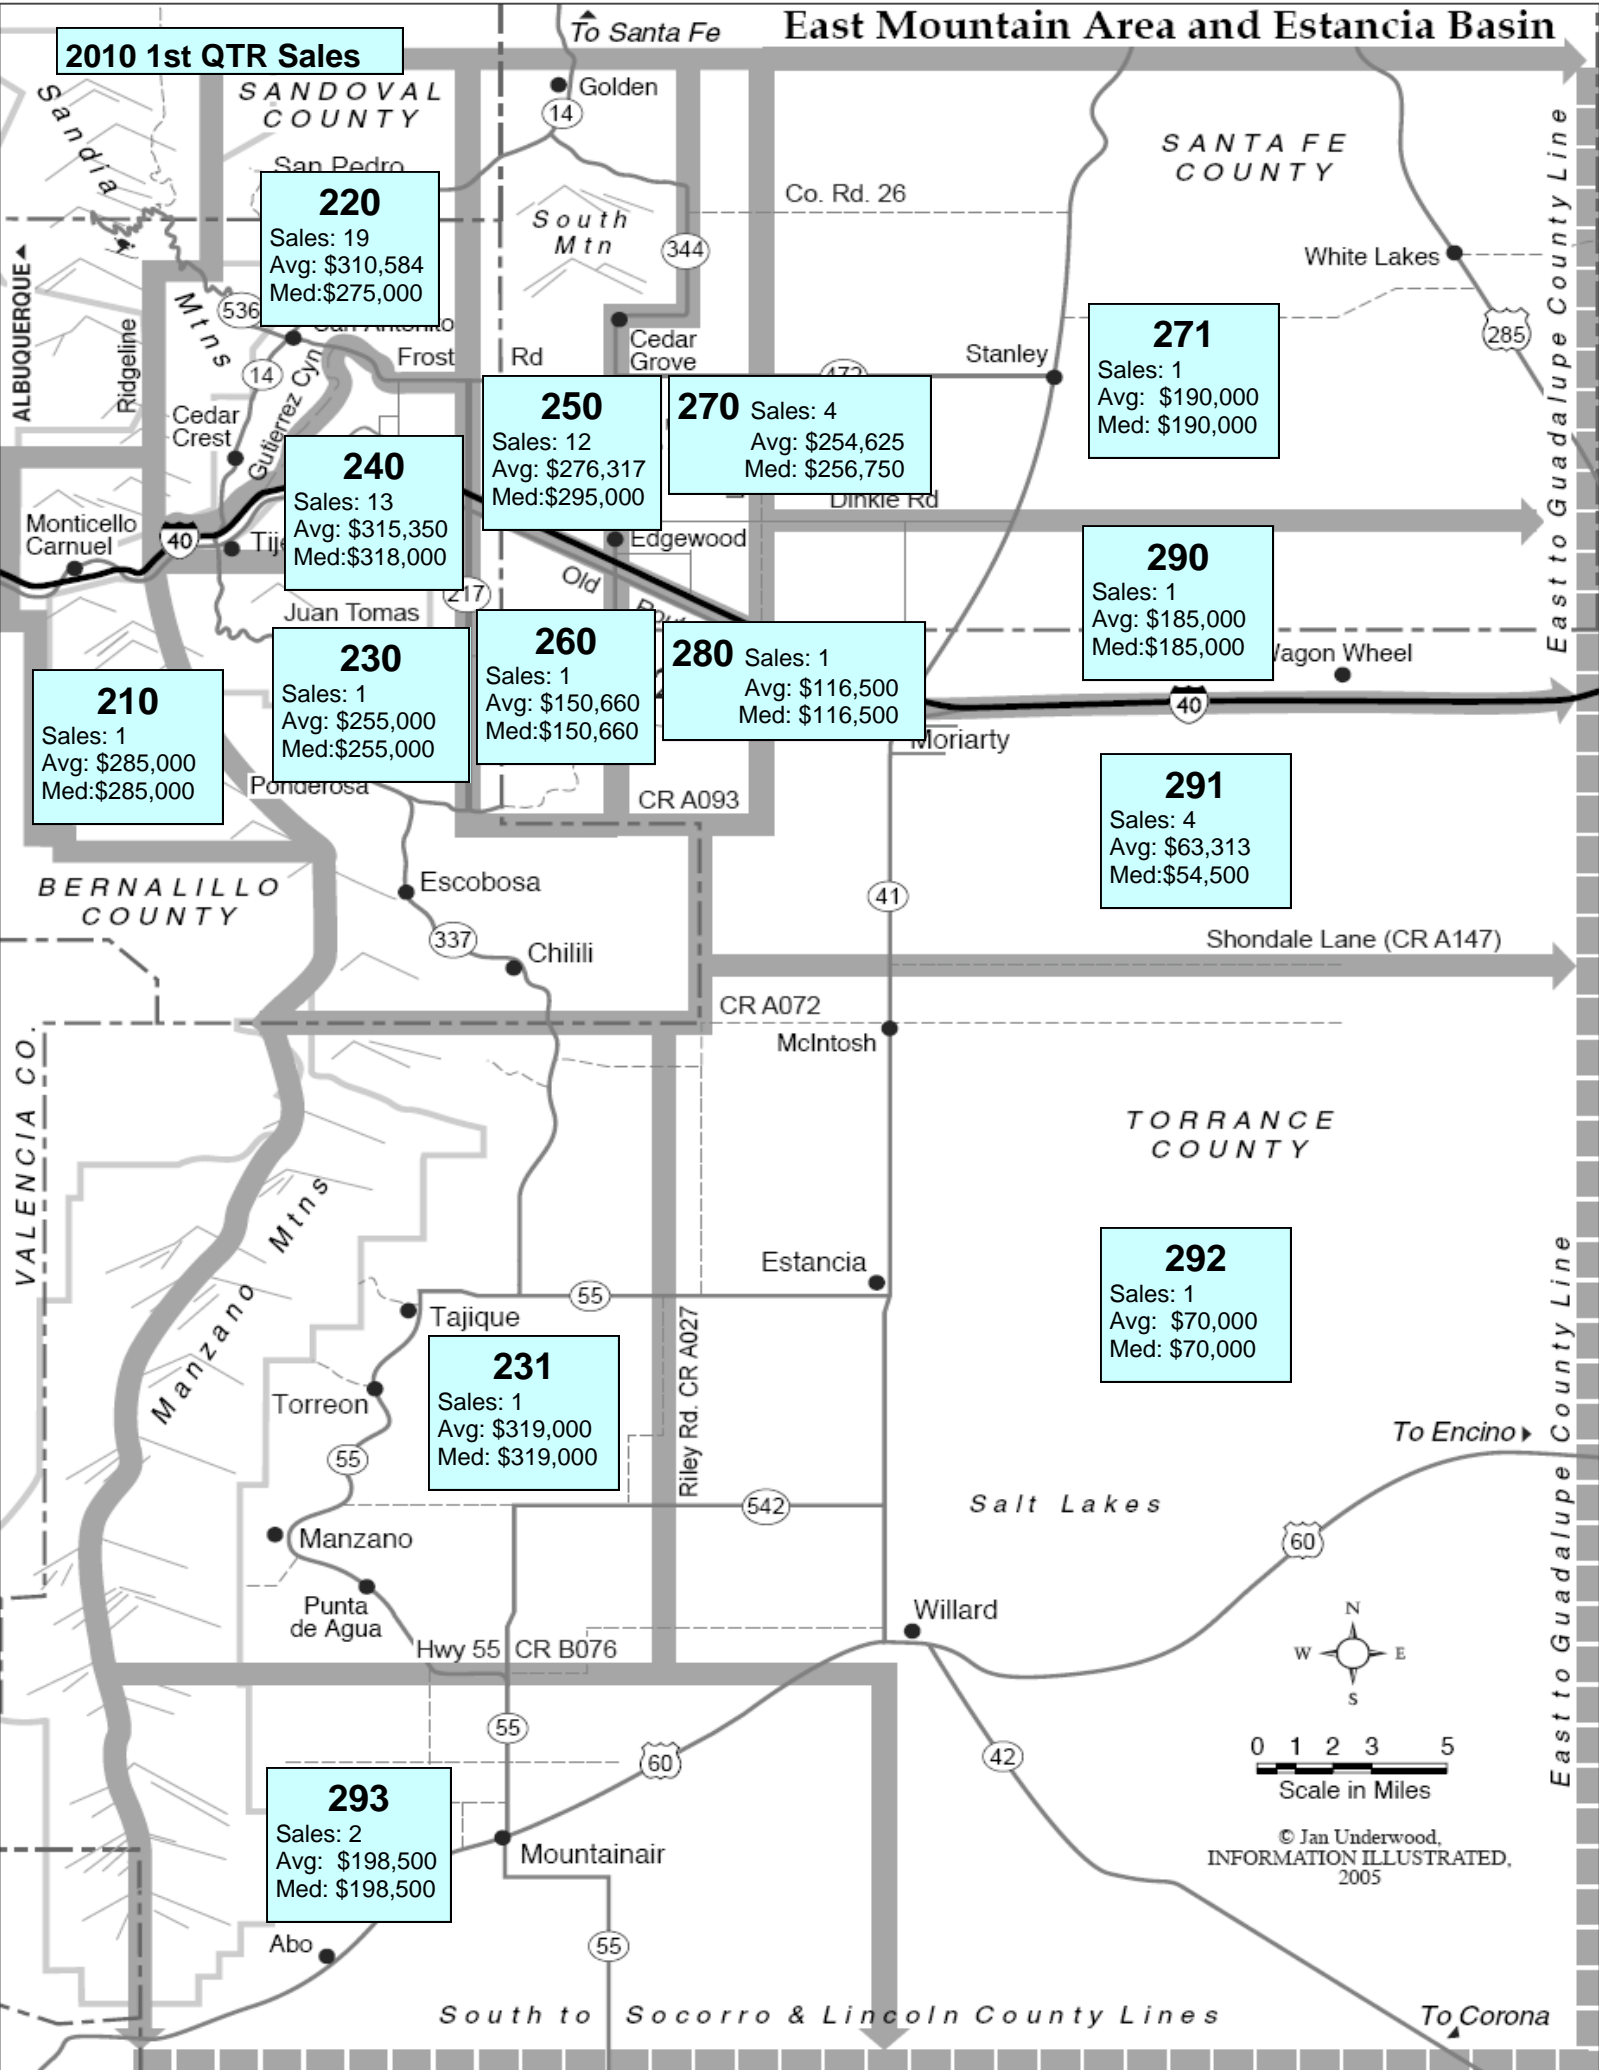 To Santa Fe
East Mountain Area and Estancia Basin
2010 1st QTR Sales
Golden
SANDOVAL
COUNTY
14
Sandia
Mtns
SANTA FE
COUNTY
San Pedro
220
Sales: 19
Avg: $310,584
Med:$275,000
South
Mtn
344
Co. Rd. 26
White Lakes
285
ALBUQUERQUE
Ridgeline
536
San Antonito
Cedar
Grove
Frost Rd
Stanley
472
271
Sales: 1
Avg: $190,000
Med: $190,000
14
Cedar
Crest
Gutierrez Cyn
250
Sales: 12
Avg: $276,317
Med:$295,000
270 Sales: 4
Avg: $254,625
Med: $256,750
Dinkle Rd
240
Sales: 13
Avg: $315,350
Med:$318,000
Monticello
Carnuel
40
Edgewood
Old
217
Juan Tomas
290
Sales: 1
Avg: $185,000
Med:$185,000
East to Guadalupe County Line
230
Sales: 1
Avg: $255,000
Med:$255,000
260
Sales: 1
Avg: $150,660
Med:$150,660
280 Sales: 1
Avg: $116,500
Med: $116,500
Wagon Wheel
40
210
Sales: 1
Avg: $285,000
Med:$285,000
Moriarty
Ponderosa
CR A093
291
Sales: 4
Avg: $63,313
Med:$54,500
BERNALILLO
COUNTY
Escobosa
41
337
Chilili
Shondale Lane (CR A147)
CR A072
McIntosh
VALENCIA CO.
TORRANCE
COUNTY
Manzano Mtns
Estancia
292
Sales: 1
Avg: $70,000
Med: $70,000
East to Guadalupe County Line
55
Tajique
Riley Rd. CR A027
231
Sales: 1
Avg: $319,000
Med: $319,000
Torreon
To Encino
55
542
Salt Lakes
60
Manzano
Punta
de Agua
Willard
Hwy 55 CR B076
N
W E
S
55
60
42
0 1 2 3 5
Scale in Miles
293
Sales: 2
Avg: $198,500
Med: $198,500
Mountainair
© Jan Underwood,
INFORMATION ILLUSTRATED,
2005
Abo
55
South to Socorro & Lincoln County Lines
To Corona